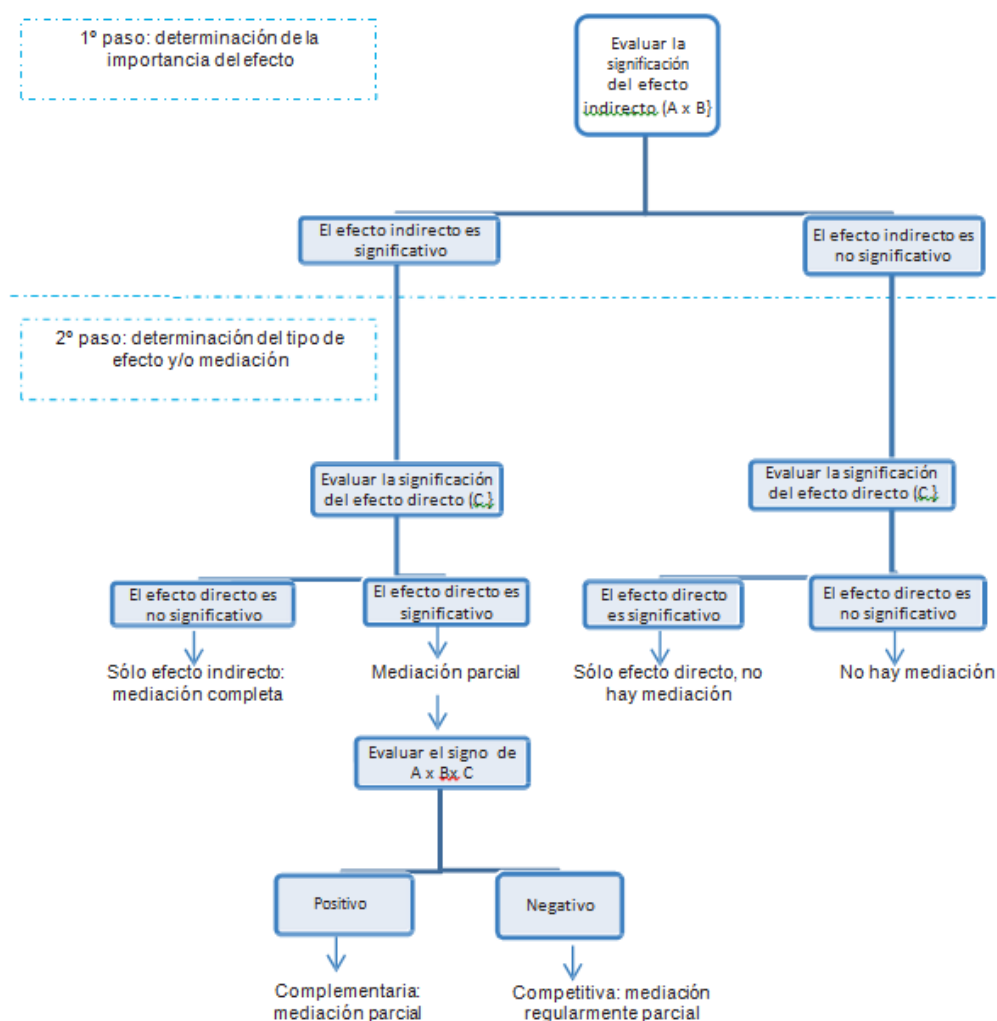 1º paso: determinación de la
importancia del efecto
Evaluar la
significación
del efecto
indirecto (A x B}
El efecto indirecto es
significativo
El efecto indirecto es
no significativo
2º paso: determinación del tipo de
efecto y/o mediación
Evaluar la significación
del efecto directo (C }
Evaluar la significación
del efecto directo (C }
El efecto directo es
no significativo
El efecto directo es
significativo
El efecto directo
es significativo
El efecto directo es
no significativo
Sólo efecto indirecto:
mediación completa
Mediación parcial
Sólo efecto directo, no
hay mediación
No hay mediación
Evaluar el signo de
A x Bx C
Positivo
Negativo
Complementaria:
mediación parcial
Competitiva: mediación
regularmente parcial